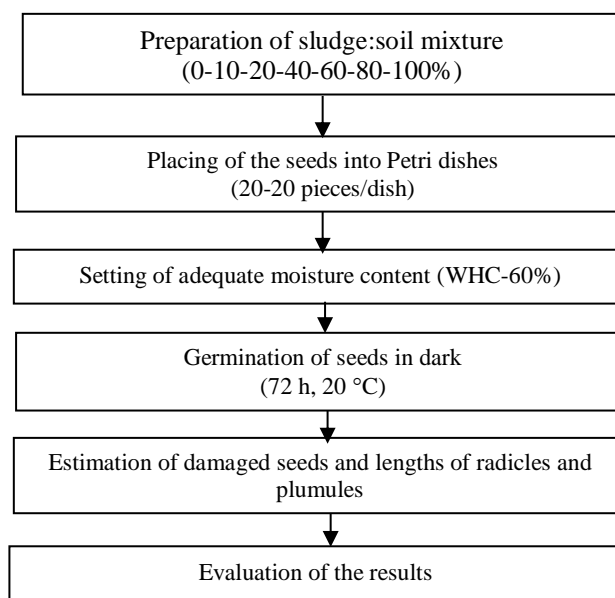 Preparation of sludge:soil mixture
(0-10-20-40-60-80-100%)
Placing of the seeds into Petri dishes
(20-20 pieces/dish)
Setting of adequate moisture content (WHC-60%)
Germination of seeds in dark
(72 h, 20 °C)
Estimation of damaged seeds and lengths of radicles and
plumules
Evaluation of the results